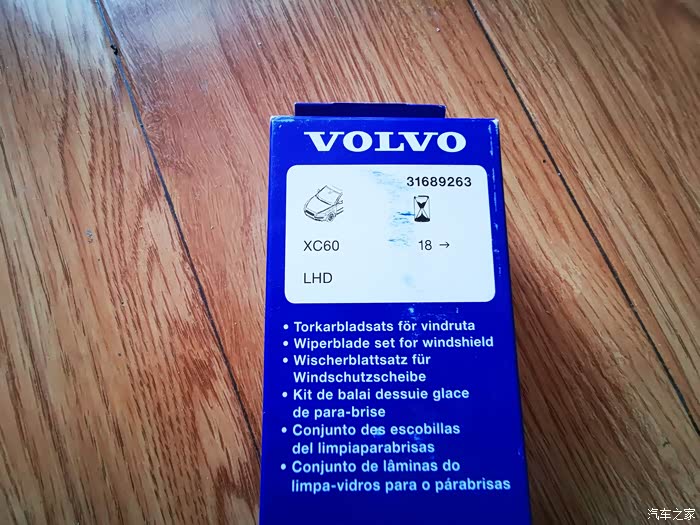 VOLVO
31689263
XC60
18 →
LHD
• Torkarbladsats för vindruta
• Wiperblade set for windshield
• Wischerblattsatz für
Windschutzscheibe
• Kit de balai dessuie glace
de para-brise
• Conjunto des escobillas
del limpiaparabrisas
• Conjunto de lâminas do
limpa-vidros para o párabrisas
汽车之家